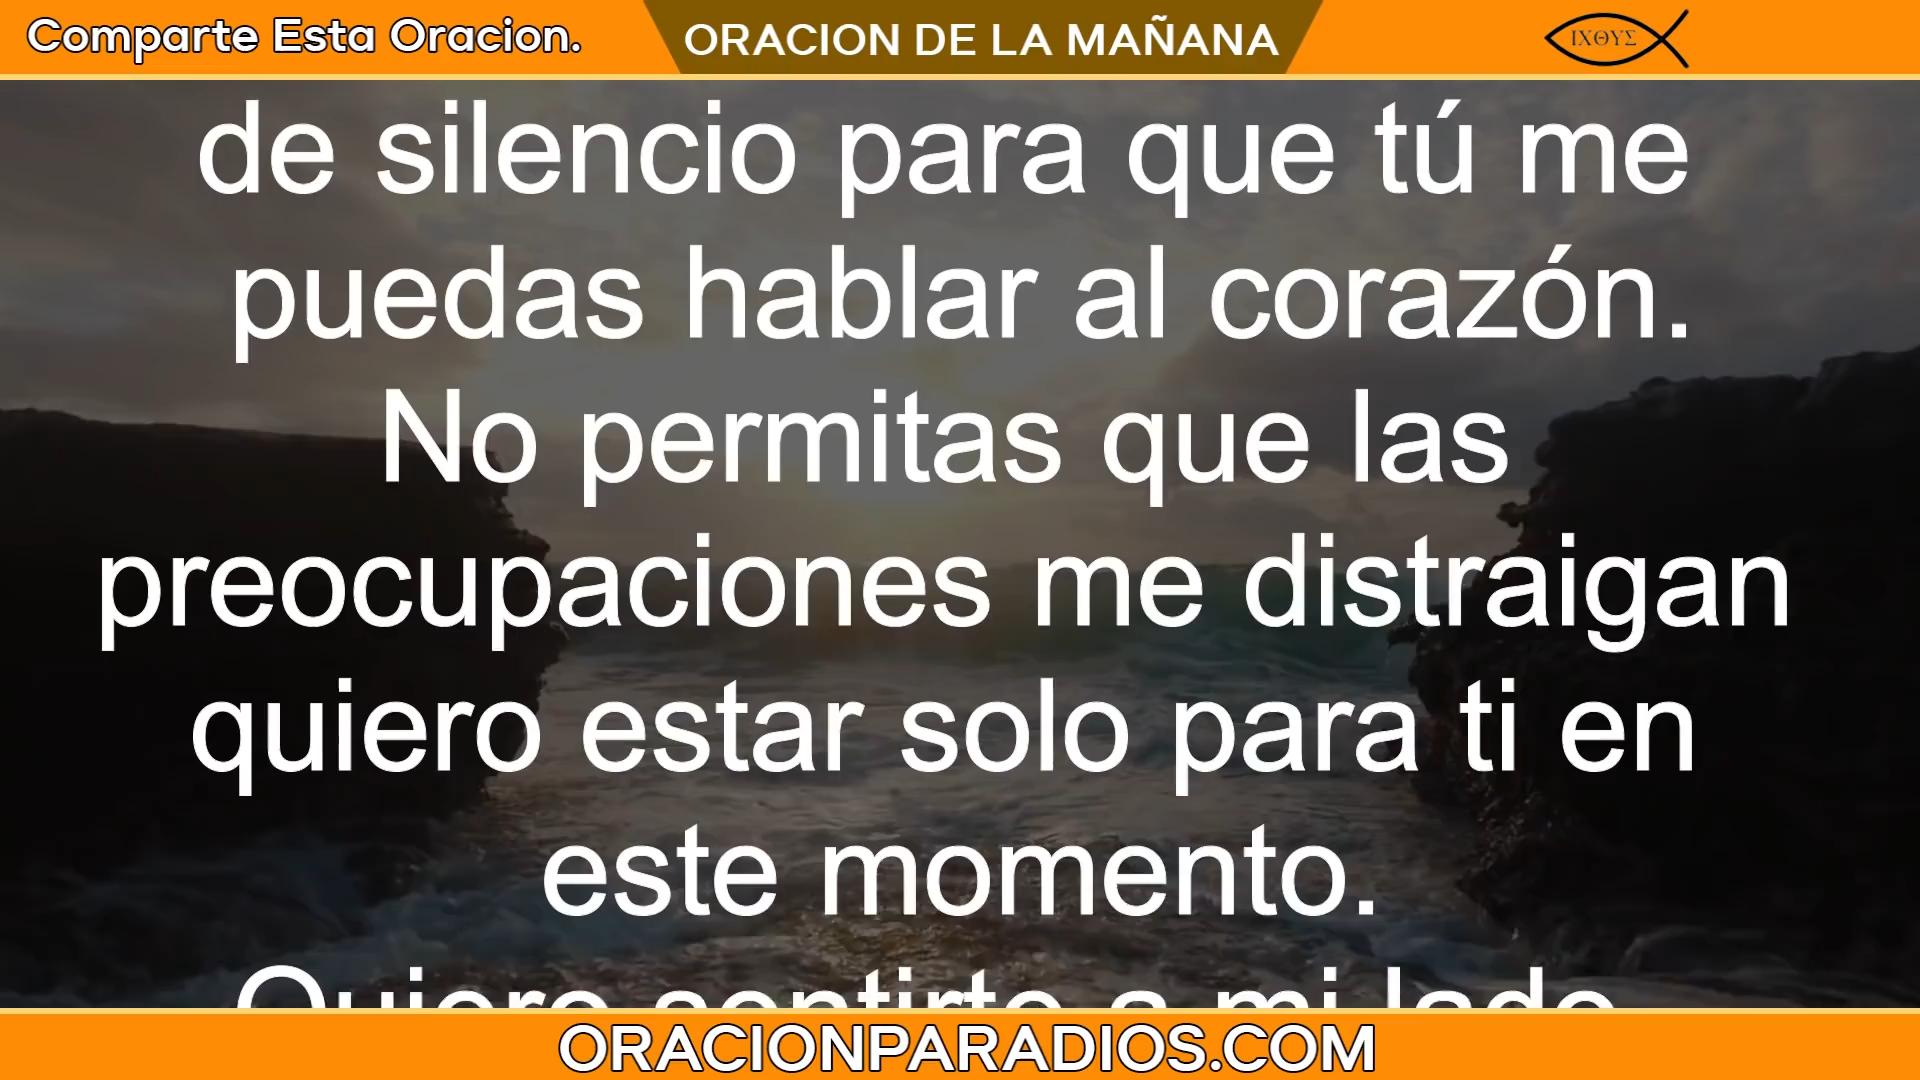 Comparte Esta Oracion.
ORACION DE LA MAÑANA
ΙΧΘΥΣ
de silencio para que tú me
puedas hablar al corazón.
No permitas que las
preocupaciones me distraigan
quiero estar solo para ti en
este momento.
Quiero sentirte a mi lado
ORACIONPARADIOS.COM